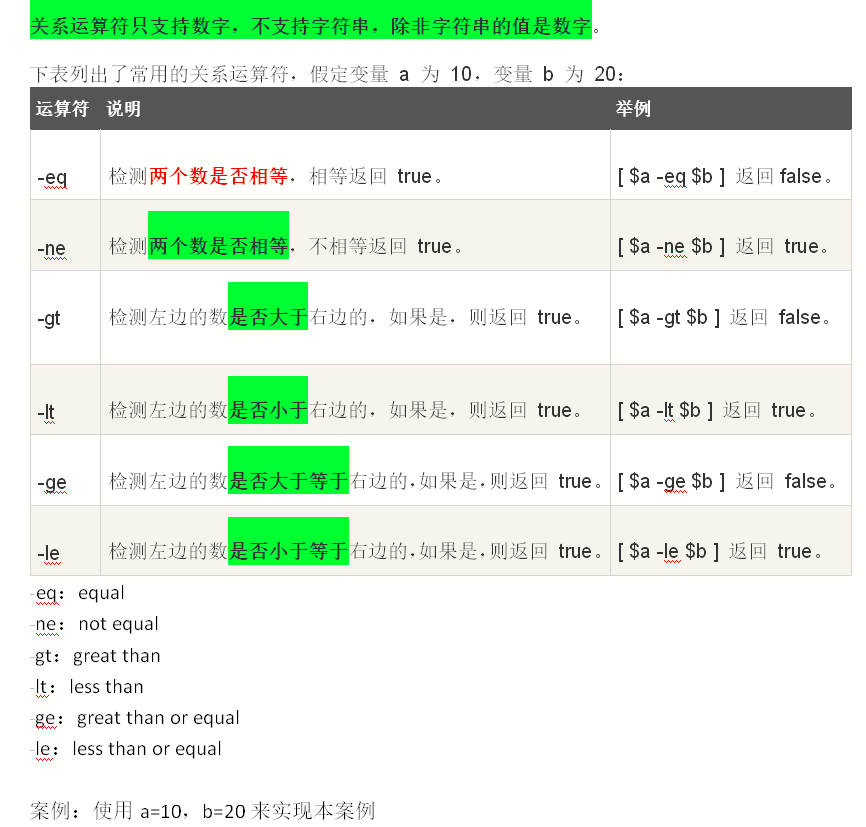 关系运算符只支持数字，不支持字符串，除非字符串的值是数字。
下表列出了常用的关系运算符，假定变量 a 为 10，变量 b 为 20：
运算符 说明 举例
-eq 检测两个数是否相等，相等返回 true。 [ $a -eq $b ] 返回 false。
-ne 检测两个数是否相等，不相等返回 true。 [ $a -ne $b ] 返回 true。
-gt 检测左边的数是否大于右边的，如果是，则返回 true。 [ $a -gt $b ] 返回 false。
-lt 检测左边的数是否小于右边的，如果是，则返回 true。 [ $a -lt $b ] 返回 true。
-ge 检测左边的数是否大于等于右边的，如果是，则返回 true。 [ $a -ge $b ] 返回 false。
-le 检测左边的数是否小于等于右边的，如果是，则返回 true。 [ $a -le $b ] 返回 true。
-eq：equal
-ne：not equal
-gt：great than
-lt：less than
-ge：great than or equal
-le：less than or equal
案例：使用 a=10，b=20 来实现本案例